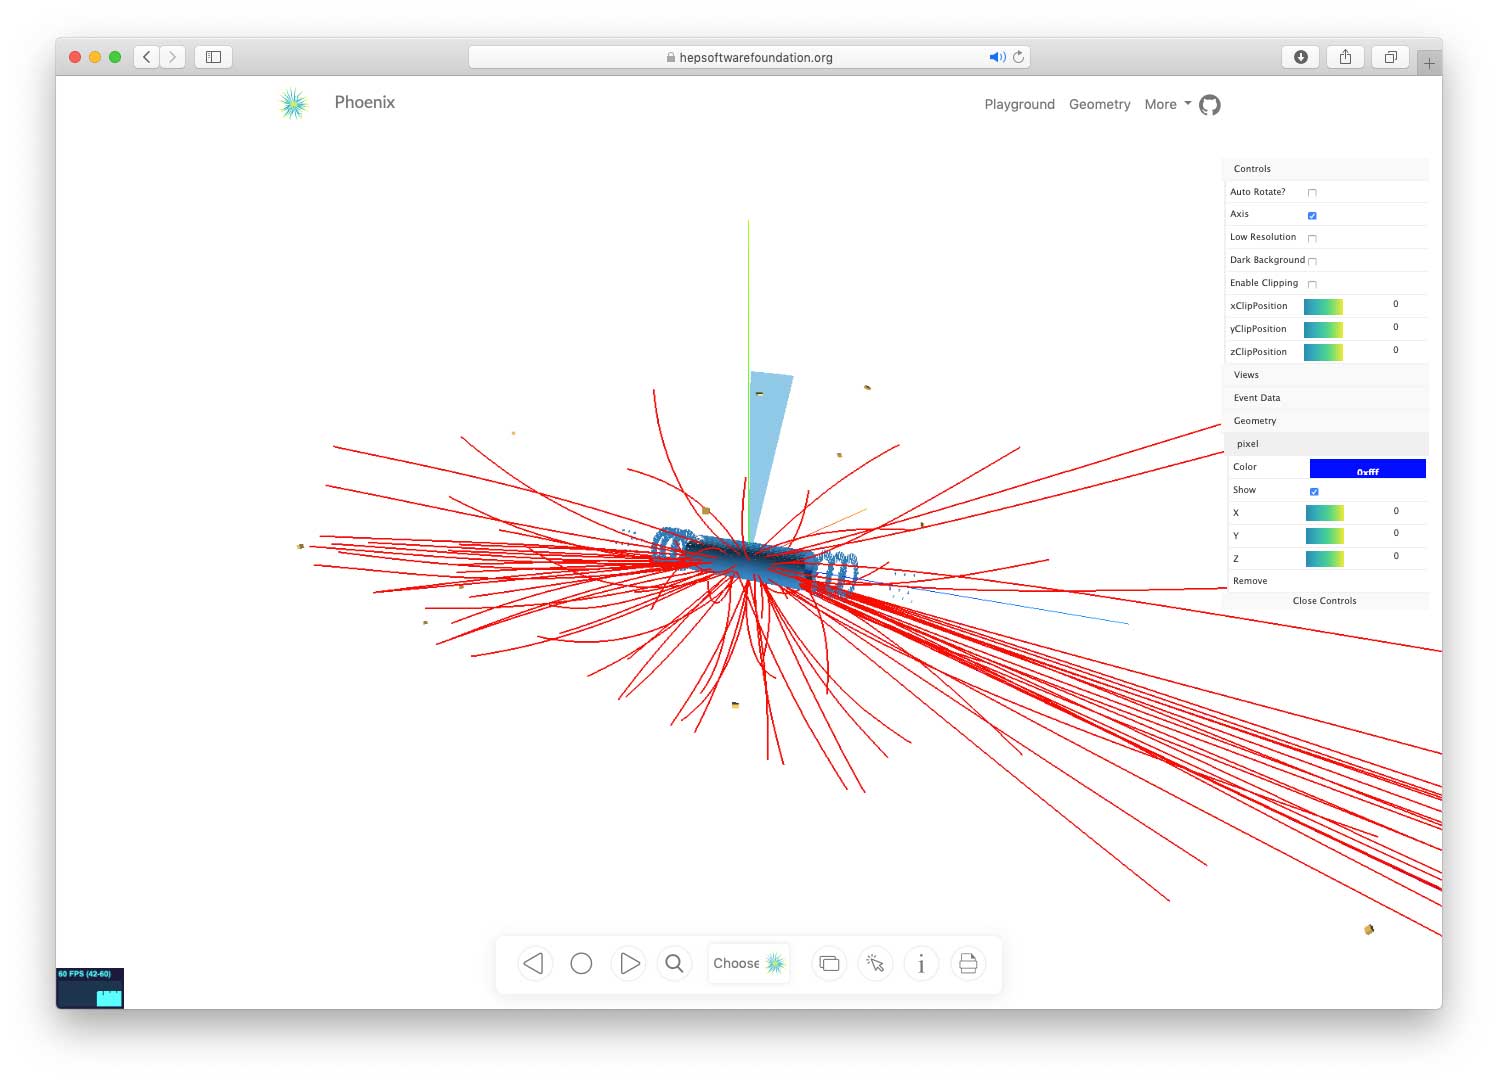 hepsoftwarefoundation.org
Phoenix
Playground Geometry More
Controls
Auto Rotate?
Axis
Low Resolution
Dark Background
Enable Clipping
xClipPosition 0
yClipPosition 0
zClipPosition 0
Views
Event Data
Geometry
pixel
Color 0xfff
Show
X 0
Y 0
Z 0
Remove
Close Controls
Choose
60 FPS (42-60)